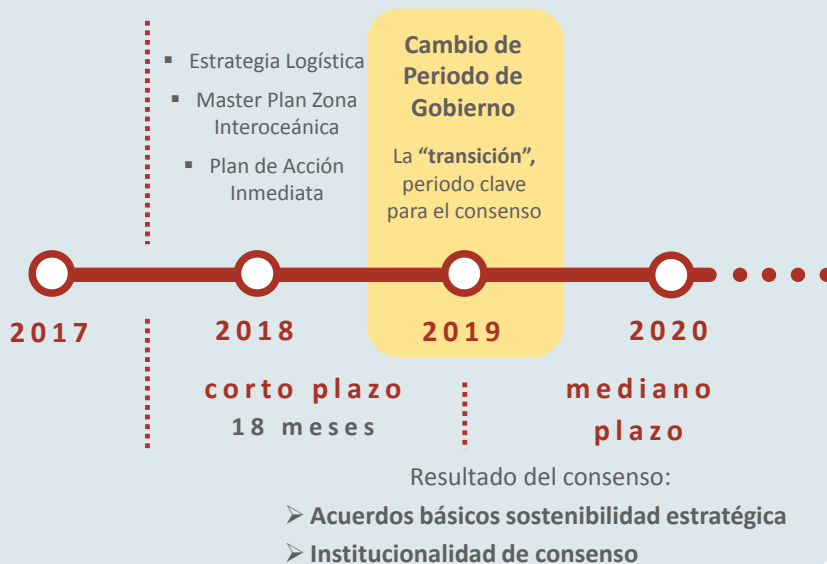 ▪ Estrategia Logística
▪ Master Plan Zona
Interoceánica
▪ Plan de Acción
Inmediata
Cambio de
Periodo de
Gobierno
La “transición”,
periodo clave
para el consenso
2017
2018
2019
2020
corto plazo
18 meses
mediano
plazo
Resultado del consenso:
➢ Acuerdos básicos sostenibilidad estratégica
➢ Institucionalidad de consenso